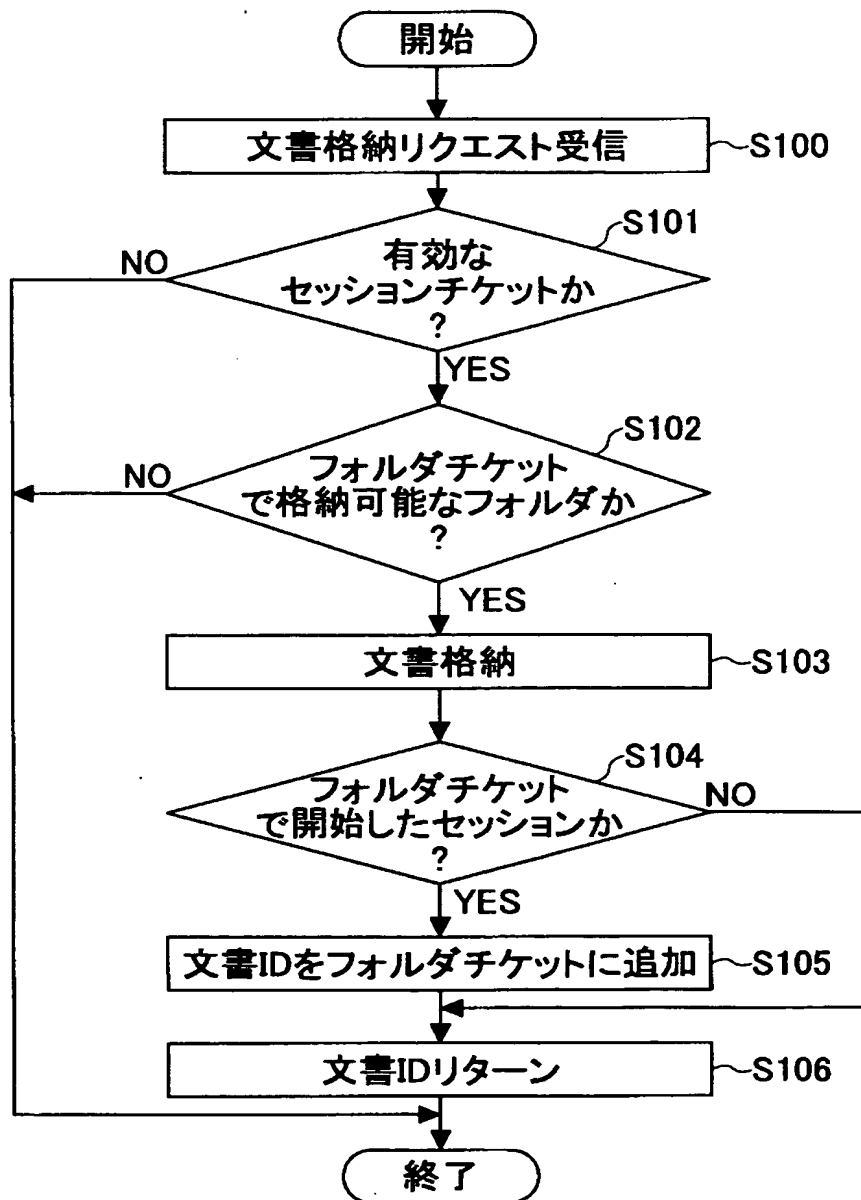 開始
文書格納リクエスト受信
S100
S101
有効な
セッションチケットか
?
NO
YES
S102
フォルダチケット
で格納可能なフォルダか
?
NO
YES
文書格納
S103
S104
フォルダチケット
で開始したセッションか
?
NO
YES
文書IDをフォルダチケットに追加
S105
文書IDリターン
S106
終了